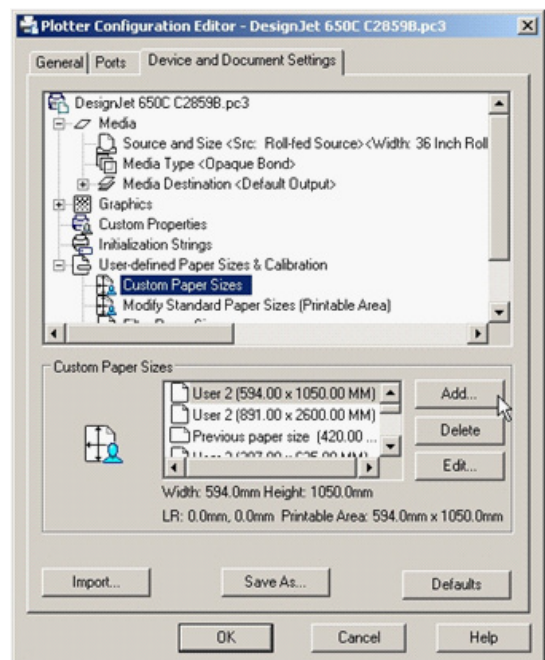 Plotter Configuration Editor - DesignJet 650C C2859B.pc3
General Ports Device and Document Settings
DesignJet 650C C2859B.pc3
Media
Source and Size <Src: Roll-fed Source><Width: 36 Inch Roll
Media Type <Opaque Bond>
Media Destination <Default Output>
Graphics
Custom Properties
Initialization Strings
User-defined Paper Sizes & Calibration
Custom Paper Sizes
Modify Standard Paper Sizes (Printable Area)
Custom Paper Sizes
User 2 (594.00 x 1050.00 MM)
Add...
User 2 (891.00 x 2600.00 MM)
Previous paper size (420.00 ...
Delete
Edit...
Width: 594.0mm Height: 1050.0mm
LR: 0.0mm, 0.0mm Printable Area: 594.0mm x 1050.0mm
Import... Save As... Defaults
OK Cancel Help